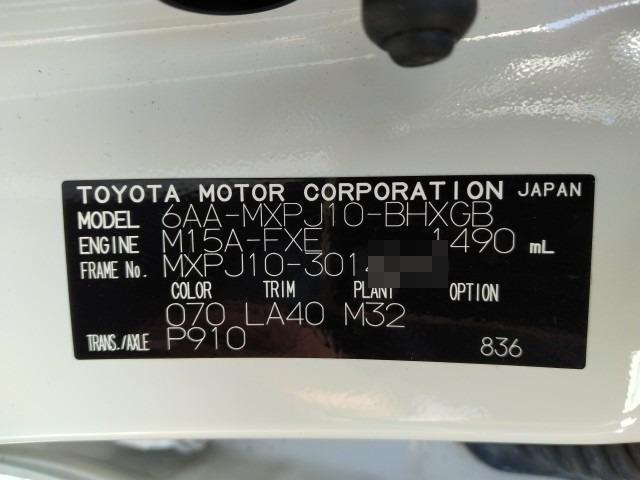 TOYOTA MOTOR CORPORATION JAPAN
MODEL 6AA-MXPJ10-BHXGB
ENGINE M15A-FXE 1490 mL
FRAME No. MXPJ10-301
COLOR TRIM PLANT OPTION
070 LA40 M32
TRANS./AXLE P910 836